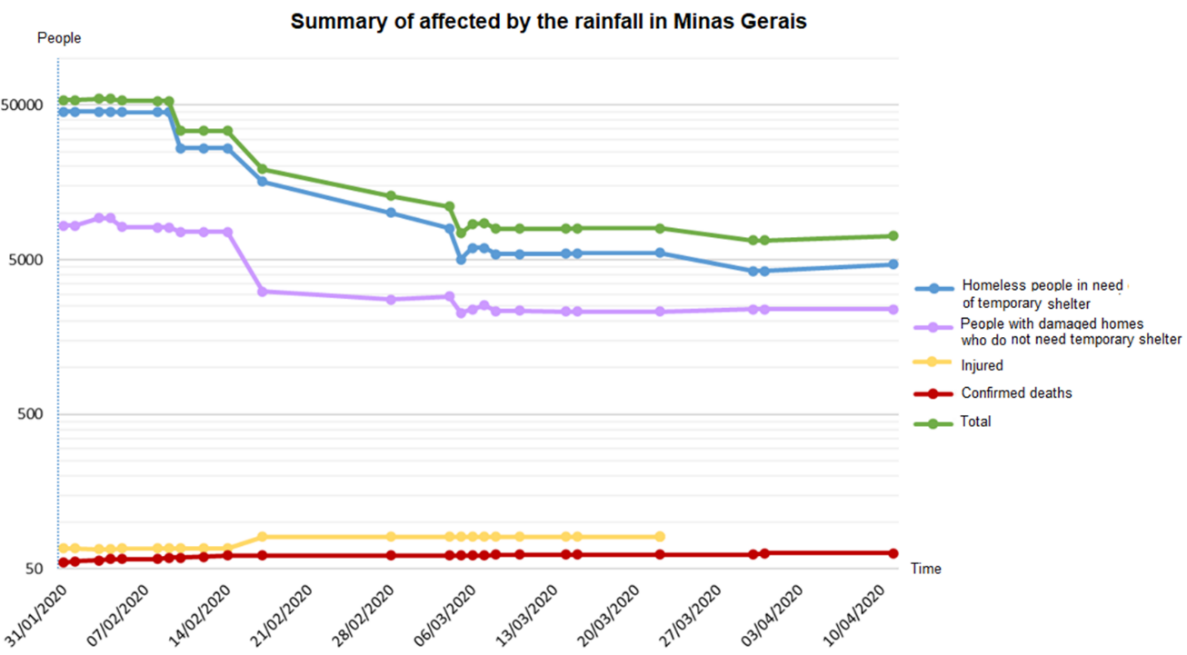 Summary of affected by the rainfall in Minas Gerais
People
50000
5000
500
50
31/01/2020
07/02/2020
14/02/2020
21/02/2020
28/02/2020
06/03/2020
13/03/2020
20/03/2020
27/03/2020
03/04/2020
10/04/2020
Time
Homeless people in need
of temporary shelter
People with damaged homes
who do not need temporary shelter
Injured
Confirmed deaths
Total